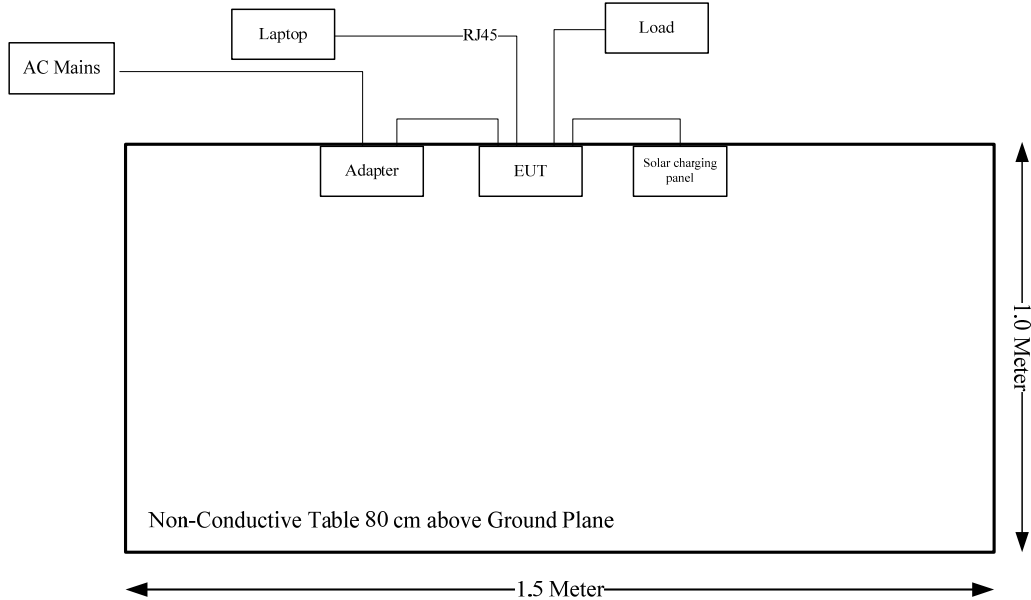 Laptop
RJ45
Load
AC Mains
Adapter
EUT
Solar charging
panel
1.0 Meter
Non-Conductive Table 80 cm above Ground Plane
1.5 Meter